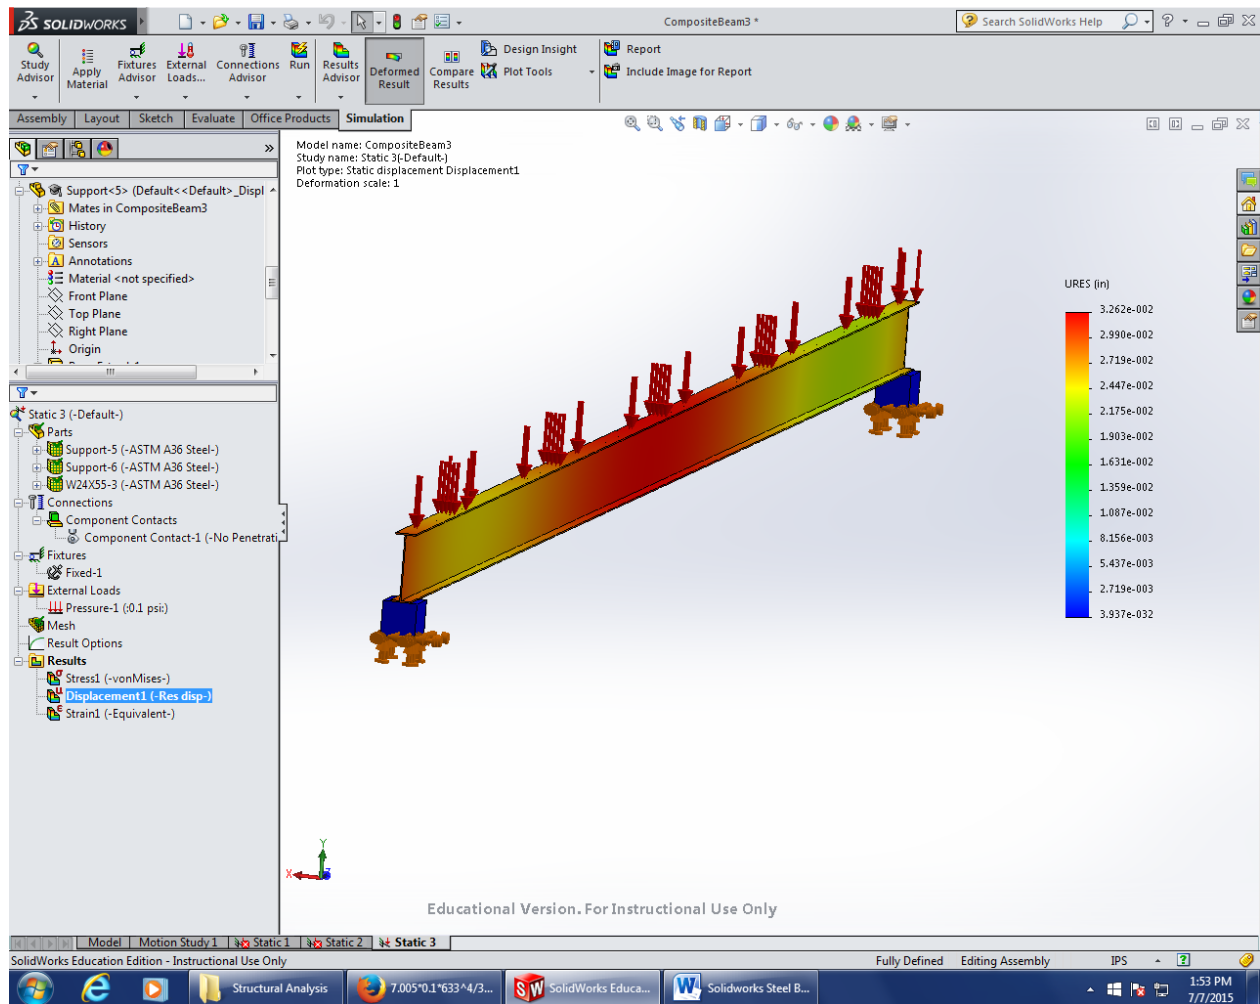 SOLIDWORKS
CompositeBeam3 *
Search SolidWorks Help
Study Advisor
Apply Material
Fixtures Advisor
External Loads...
Connections Advisor
Run
Results Advisor
Deformed Result
Compare Results
Design Insight
Plot Tools
Report
Include Image for Report
Assembly
Layout
Sketch
Evaluate
Office Products
Simulation
Support<5> (Default<<Default>_Displ
Mates in CompositeBeam3
History
Sensors
Annotations
Material <not specified>
Front Plane
Top Plane
Right Plane
Origin
Static 3 (-Default-)
Parts
Support-5 (-ASTM A36 Steel-)
Support-6 (-ASTM A36 Steel-)
W24X55-3 (-ASTM A36 Steel-)
Connections
Component Contacts
Component Contact-1 (-No Penetrati
Fixtures
Fixed-1
External Loads
Pressure-1 (:0.1 psi:)
Mesh
Result Options
Results
Stress1 (-vonMises-)
Displacement1 (-Res disp-)
Strain1 (-Equivalent-)
Model name: CompositeBeam3
Study name: Static 3(-Default-)
Plot type: Static displacement Displacement1
Deformation scale: 1
URES (in)
3.262e-002
2.990e-002
2.719e-002
2.447e-002
2.175e-002
1.903e-002
1.631e-002
1.359e-002
1.087e-002
8.156e-003
5.437e-003
2.719e-003
3.937e-032
Y
X
Z
Educational Version. For Instructional Use Only
Model
Motion Study 1
Static 1
Static 2
Static 3
SolidWorks Education Edition - Instructional Use Only
Fully Defined
Editing Assembly
IPS
Structural Analysis
7.005*0.1*633^4/3...
SolidWorks Educa...
Solidworks Steel B...
1:53 PM
7/7/2015